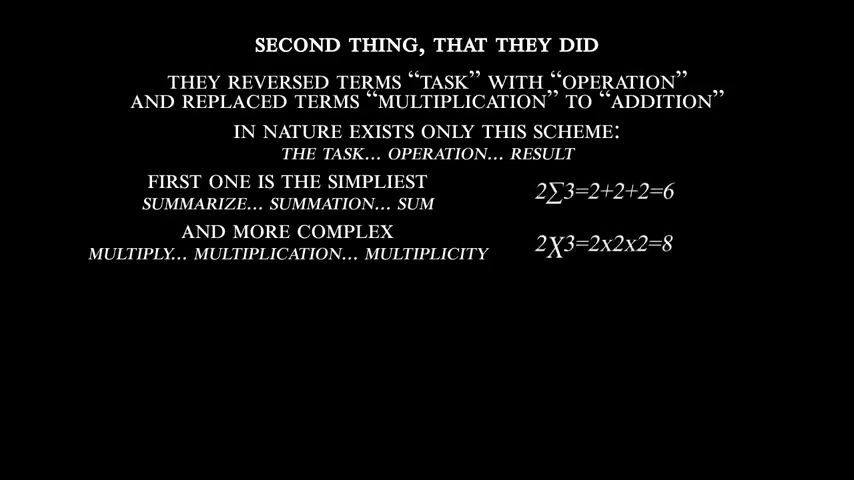 SECOND THING, THAT THEY DID
THEY REVERSED TERMS “TASK” WITH “OPERATION”
AND REPLACED TERMS “MULTIPLICATION” TO “ADDITION”
IN NATURE EXISTS ONLY THIS SCHEME:
THE TASK... OPERATION... RESULT
FIRST ONE IS THE SIMPLIEST
SUMMARIZE... SUMMATION... SUM
2∑3=2+2+2=6
AND MORE COMPLEX
MULTIPLY... MULTIPLICATION... MULTIPLICITY
2X3=2x2x2=8